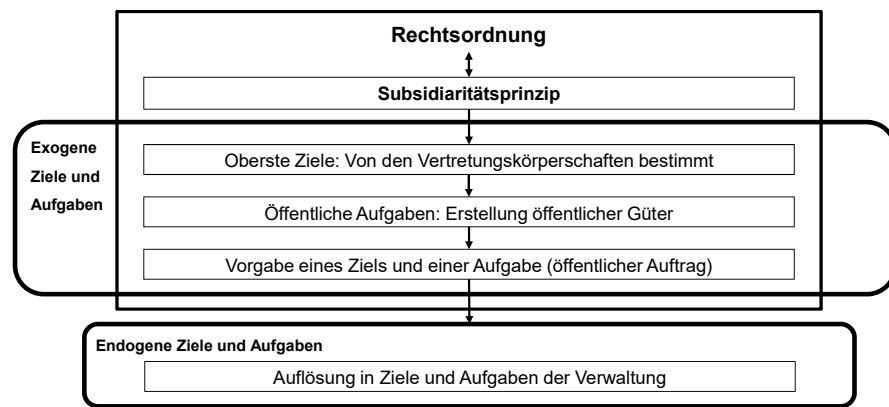 Rechtsordnung
Subsidiaritätsprinzip
Exogene
Ziele und
Aufgaben
Oberste Ziele: Von den Vertretungskörperschaften bestimmt
Öffentliche Aufgaben: Erstellung öffentlicher Güter
Vorgabe eines Ziels und einer Aufgabe (öffentlicher Auftrag)
Endogene Ziele und Aufgaben
Auflösung in Ziele und Aufgaben der Verwaltung